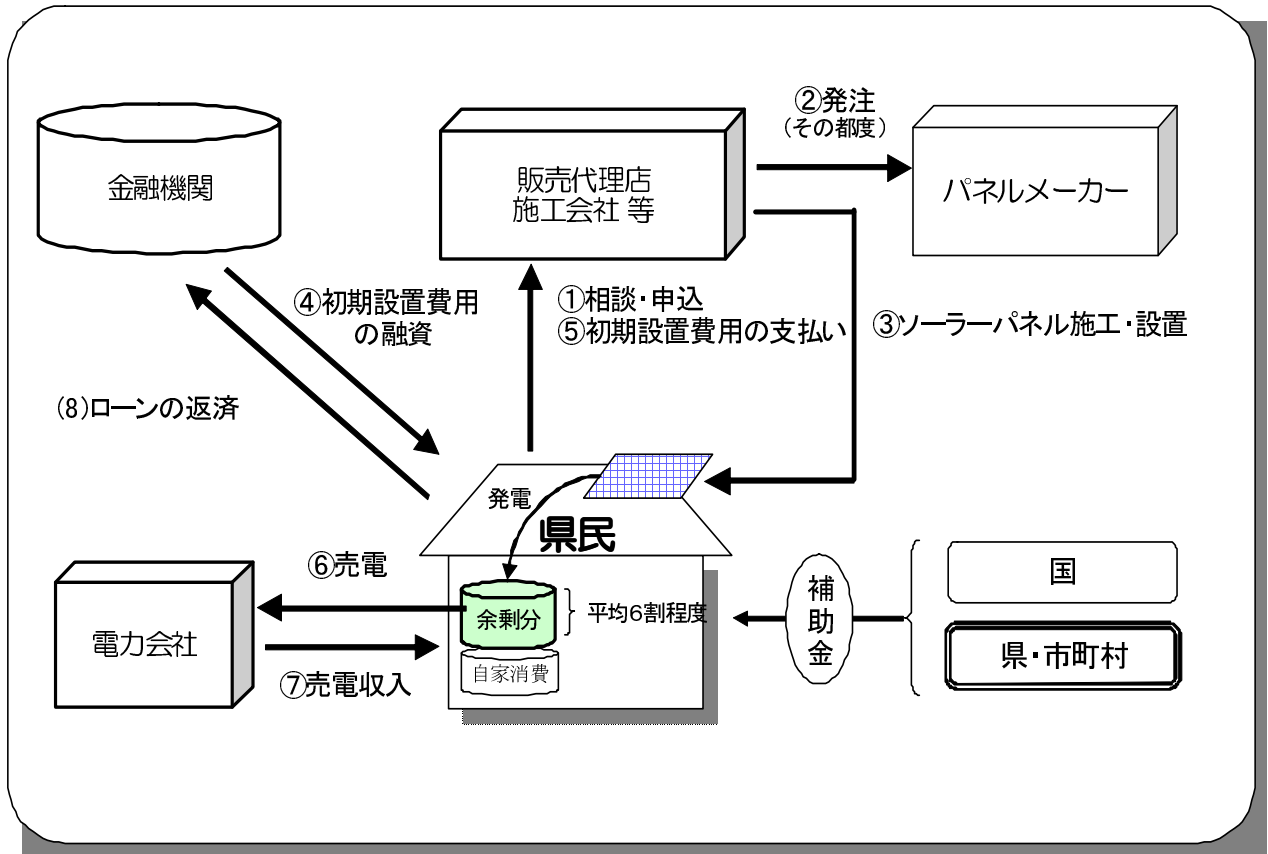 金融機関
販売代理店
施工会社 等
②発注
(その都度)
パネルメーカー
④初期設置費用
の融資
①相談・申込
⑤初期設置費用の支払い
③ソーラーパネル施工・設置
(8)ローンの返済
発電
県民
⑥売電
余剰分
平均6割程度
自家消費
電力会社
⑦売電収入
補助金
国
県・市町村